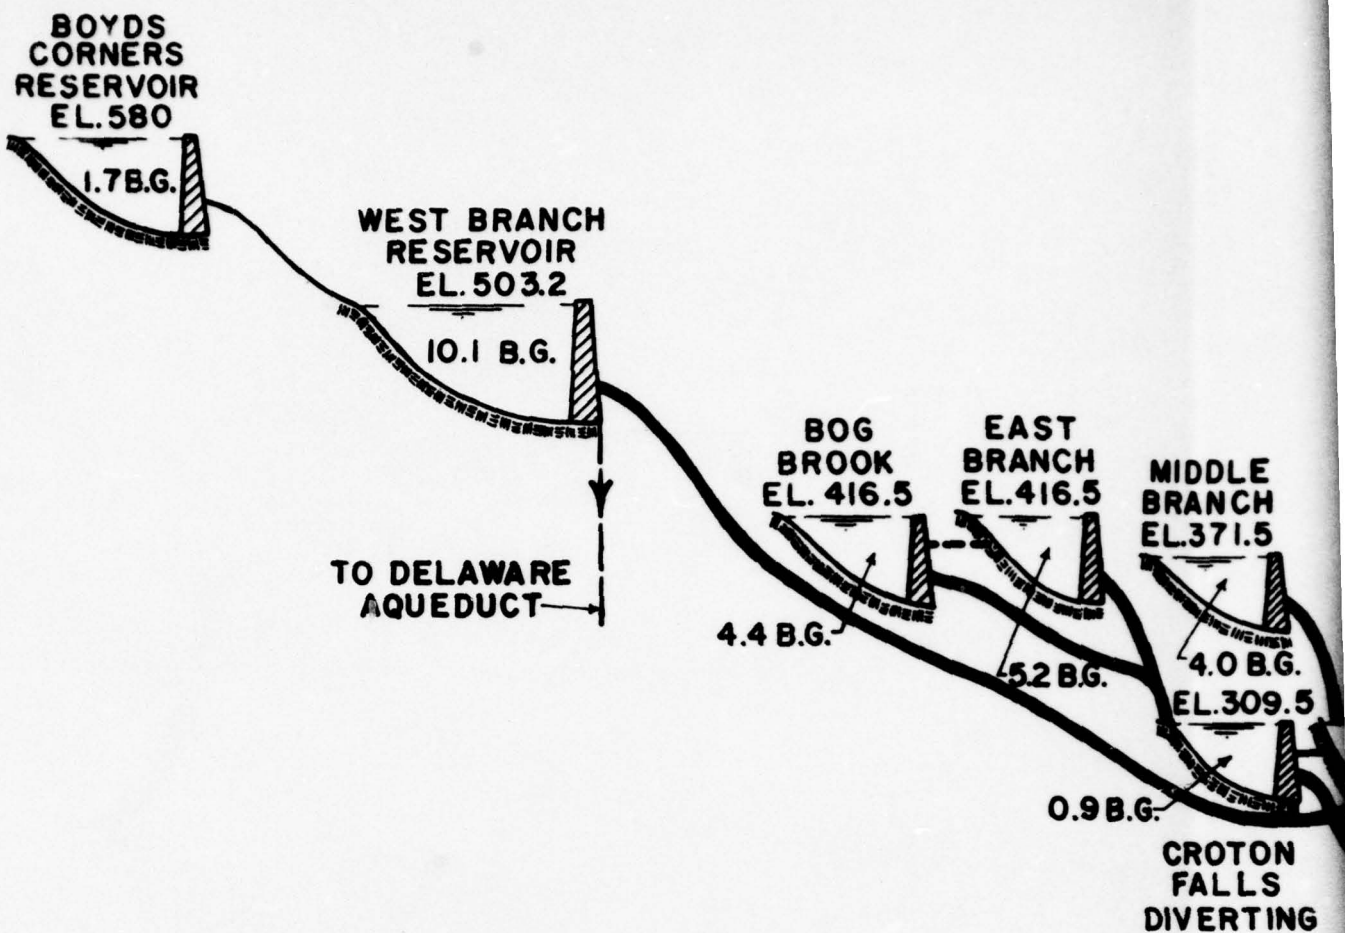 BOYDS
CORNERS
RESERVOIR
EL.580
1.7 B.G.
WEST BRANCH
RESERVOIR
EL.503.2
10.1 B.G.
TO DELAWARE
AQUEDUCT
BOG
BROOK
EL. 416.5
4.4 B.G.
EAST
BRANCH
EL.416.5
5.2 B.G.
MIDDLE
BRANCH
EL.371.5
4.0 B.G.
EL.309.5
0.9 B.G.
CROTON
FALLS
DIVERTING